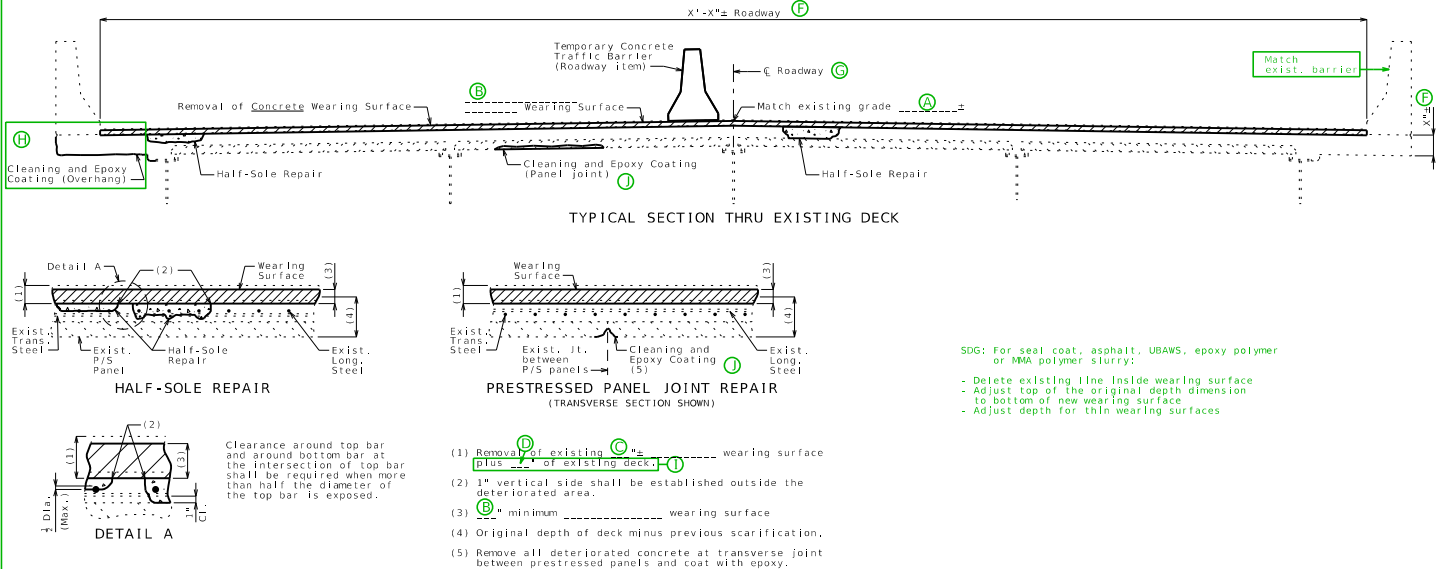 X'-X"± Roadway F
Temporary Concrete
Traffic Barrier
(Roadway item)
℄ Roadway G
Match
exist. barrier
Removal of Concrete Wearing Surface
B
____________ Wearing Surface
Match existing grade ________ ±
A
F
X"±
H
Cleaning and Epoxy
Coating (Overhang)
Half-Sole Repair
Cleaning and Epoxy Coating
(Panel joint) J
Half-Sole Repair
TYPICAL SECTION THRU EXISTING DECK
Detail A
(2)
Wearing
Surface
(3)
(1)
(4)
Exist.
Trans.
Steel
Exist.
P/S
Panel
Half-Sole
Repair
Exist.
Long.
Steel
HALF-SOLE REPAIR
Wearing
Surface
(3)
(1)
(4)
Exist.
Trans.
Steel
Exist. Jt.
between
P/S panels
Cleaning and
Epoxy Coating
(5) J
Exist.
Long.
Steel
PRESTRESSED PANEL JOINT REPAIR
(TRANSVERSE SECTION SHOWN)
SDG: For seal coat, asphalt, UBAWS, epoxy polymer
or MMA polymer slurry:
- Delete existing line inside wearing surface
- Adjust top of the original depth dimension
to bottom of new wearing surface
- Adjust depth for thin wearing surfaces
(2)
(1)
(3)
1/2 Dia.
(Max.)
1"
Cl.
DETAIL A
Clearance around top bar
and around bottom bar at
the intersection of top bar
shall be required when more
than half the diameter of
the top bar is exposed.
D C
(1) Removal of existing ___"± __________ wearing surface
plus ___" of existing deck. I
(2) 1" vertical side shall be established outside the
deteriorated area.
B
(3) ___" minimum _______________ wearing surface
(4) Original depth of deck minus previous scarification.
(5) Remove all deteriorated concrete at transverse joint
between prestressed panels and coat with epoxy.